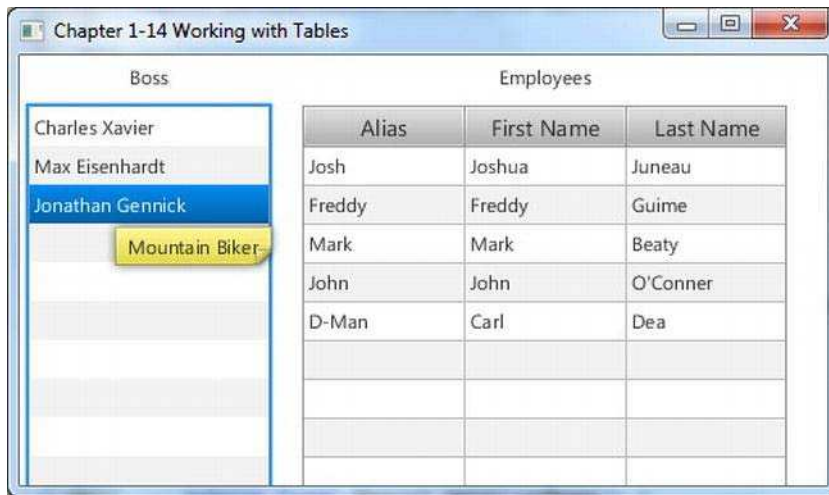 Chapter 1-14 Working with Tables
Boss
Employees
Charles Xavier
Max Eisenhardt
Jonathan Gennick
Mountain Biker
Alias First Name Last Name
Josh Joshua Juneau
Freddy Freddy Guime
Mark Mark Beaty
John John O'Conner
D-Man Carl Dea